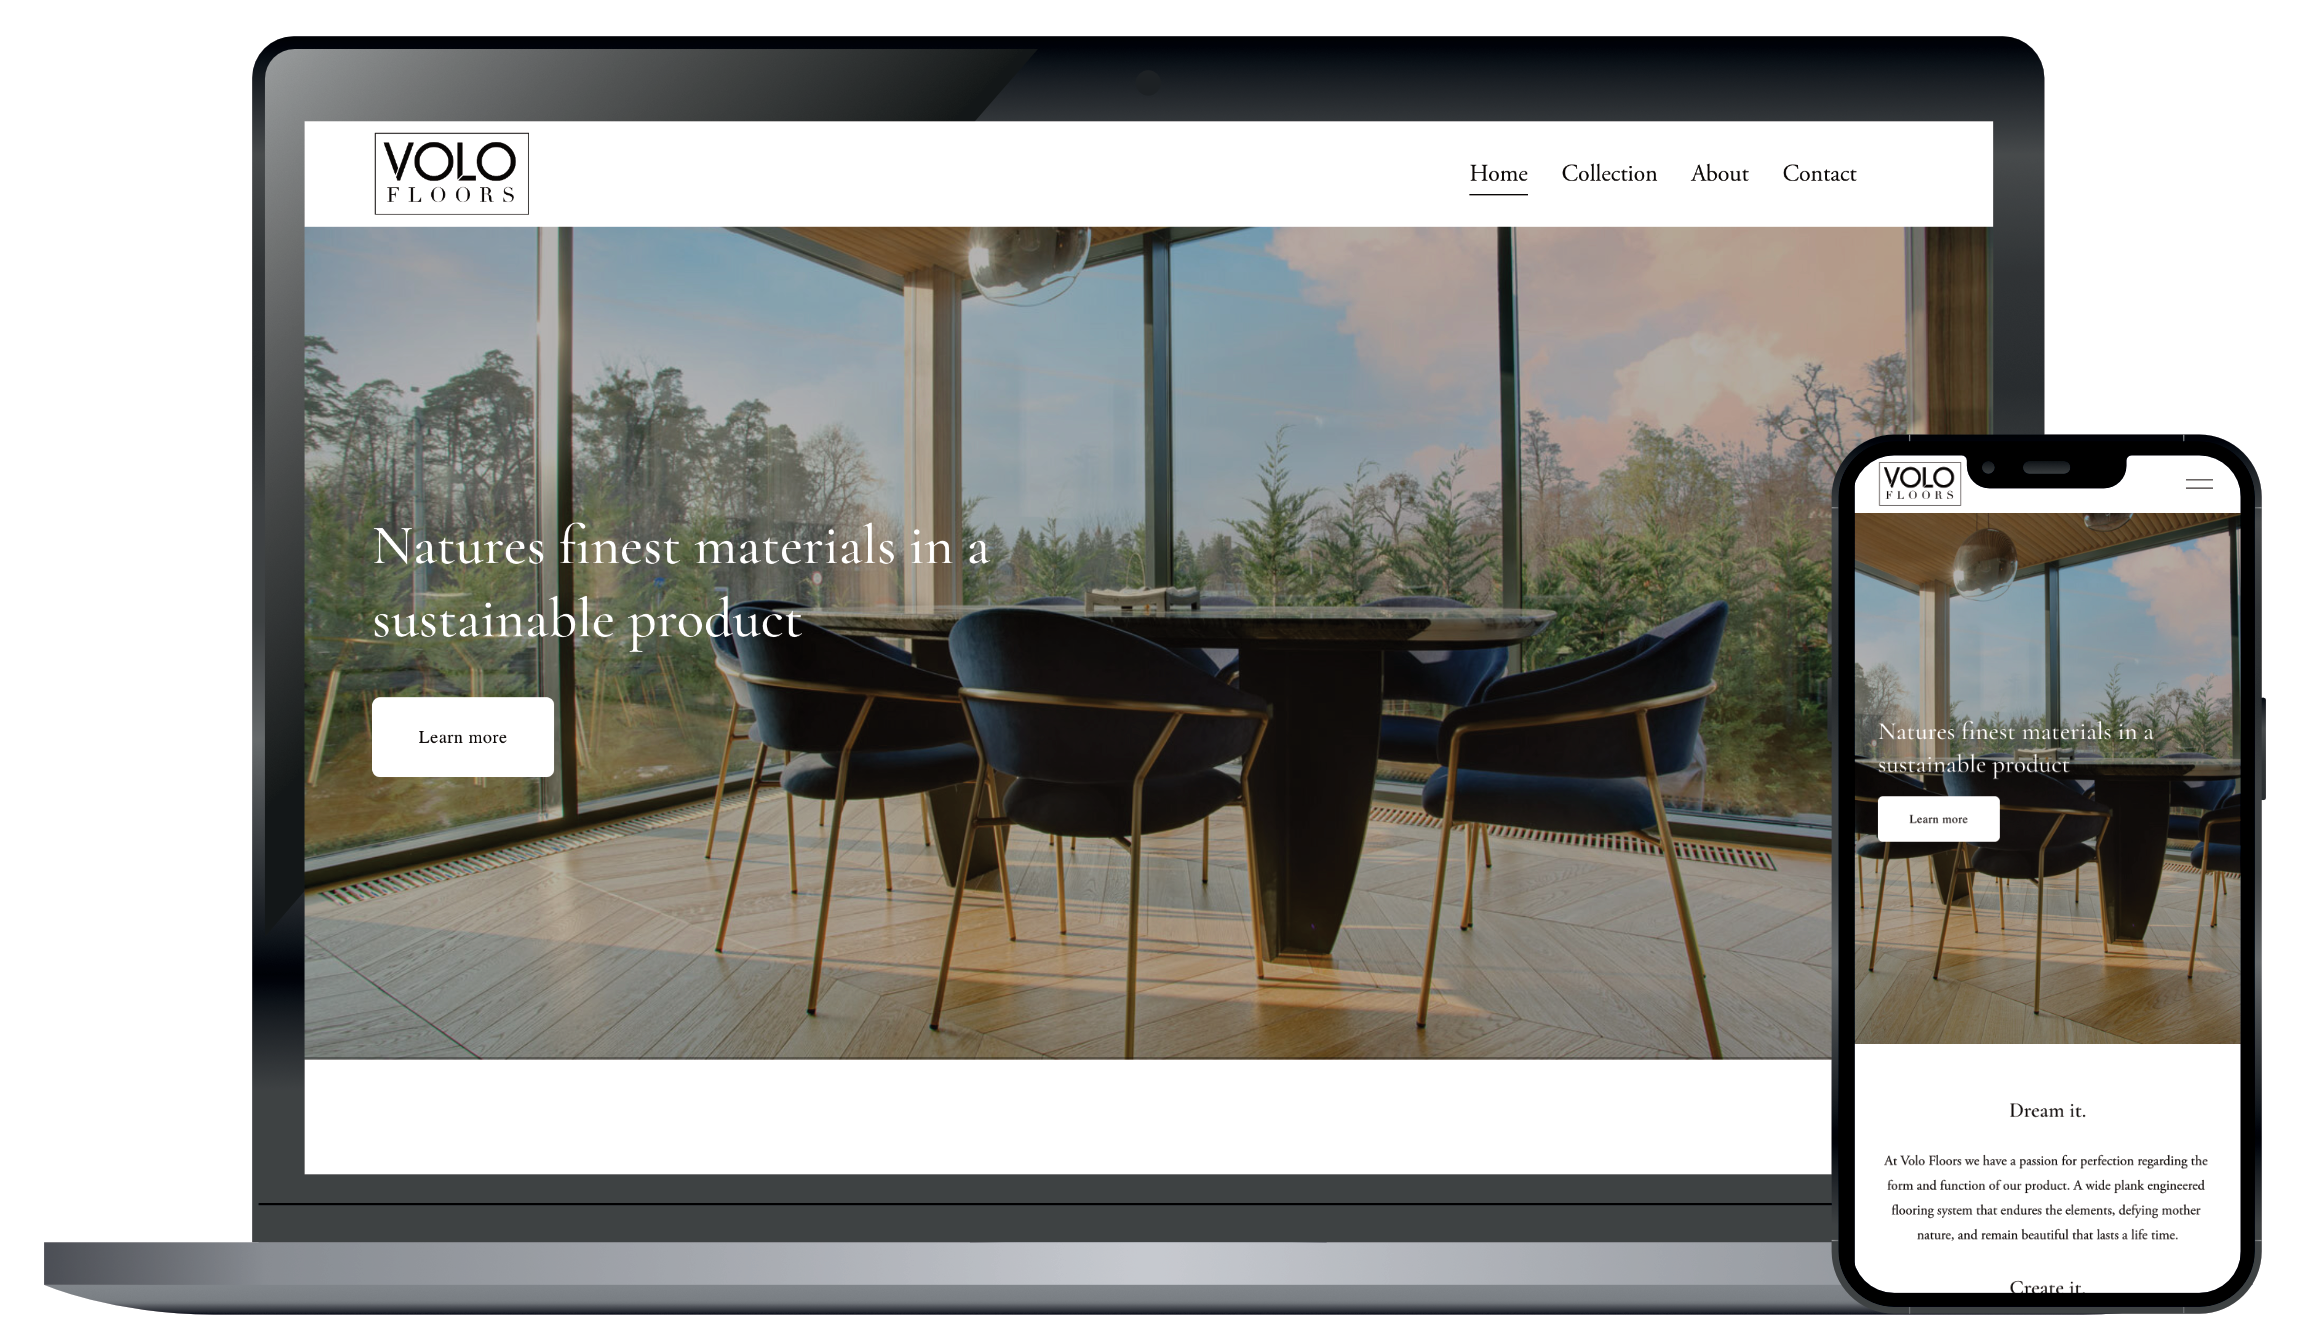 VOLO
FLOORS
Home Collection About Contact
Natures finest materials in a
sustainable product
Learn more
VOLO
FLOORS
Natures finest materials in a
sustainable product
Learn more
Dream it.
At Volo Floors we have a passion for perfection regarding the
form and function of our product. A wide plank engineered
flooring system that endures the elements, defying mother
nature, and remain beautiful that lasts a life time.
Create it.